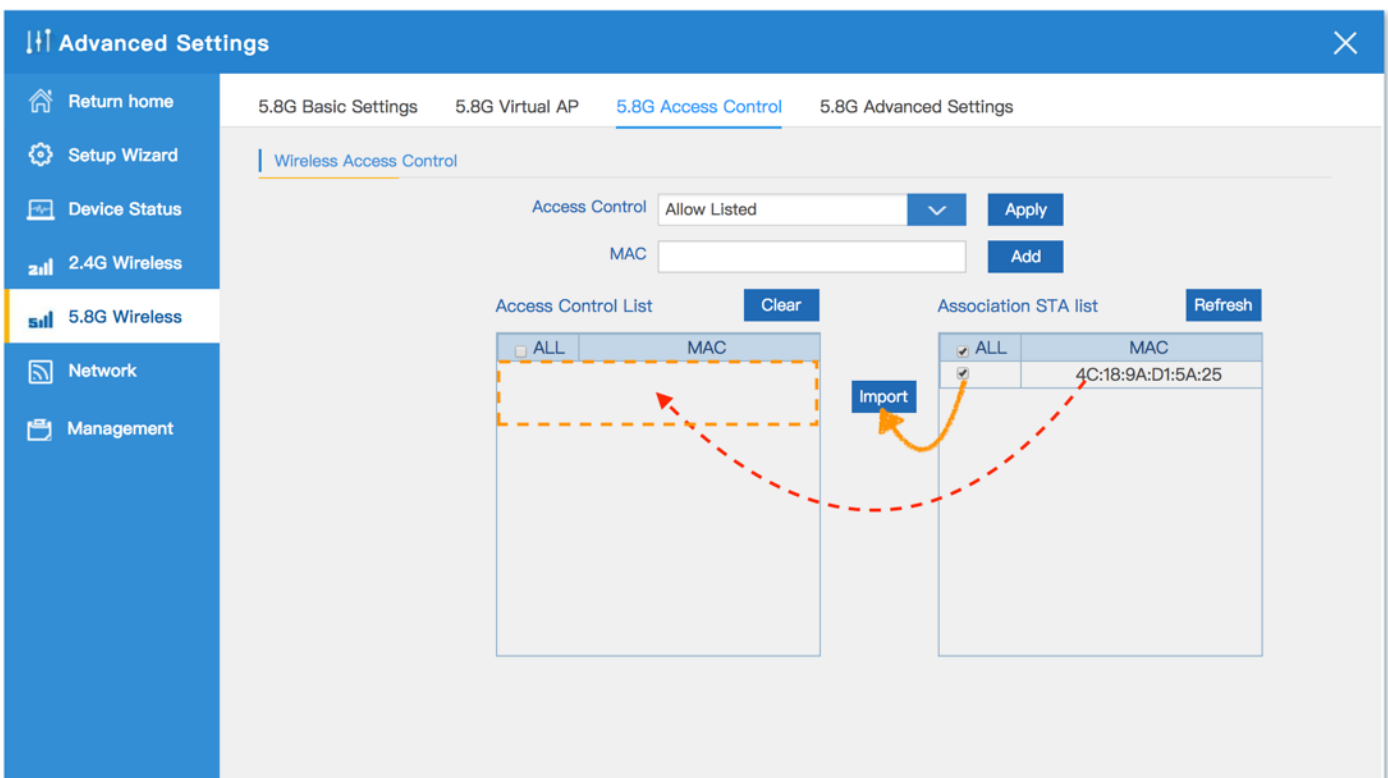 Advanced Settings
Return home
Setup Wizard
Device Status
2.4G Wireless
5.8G Wireless
Network
Management
5.8G Basic Settings 5.8G Virtual AP 5.8G Access Control 5.8G Advanced Settings
Wireless Access Control
Access Control Allow Listed Apply
MAC Add
Access Control List Clear
ALL MAC
Import
Association STA list Refresh
ALL MAC
4C:18:9A:D1:5A:25